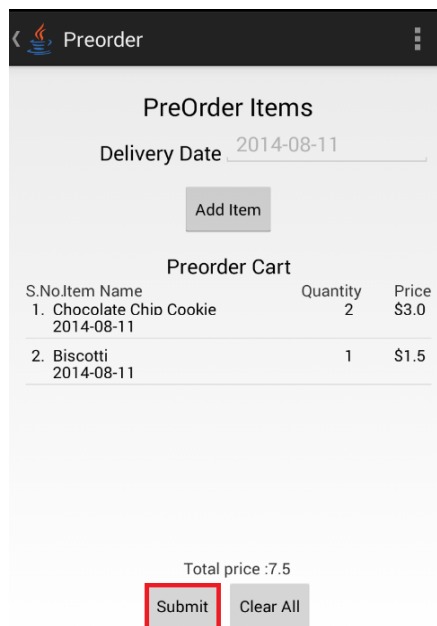 Preorder
PreOrder Items
Delivery Date 2014-08-11
Add Item
Preorder Cart
S.No.Item Name Quantity Price
1. Chocolate Chip Cookie 2 $3.0
2014-08-11
2. Biscotti 1 $1.5
2014-08-11
Total price :7.5
Submit Clear All